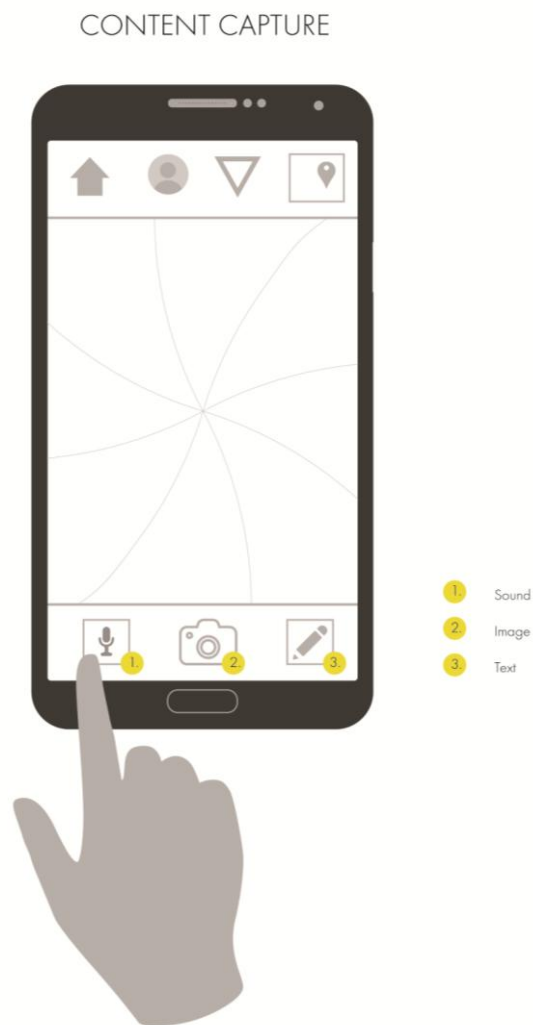 CONTENT CAPTURE
1.
2.
3.
1. Sound
2. Image
3. Text